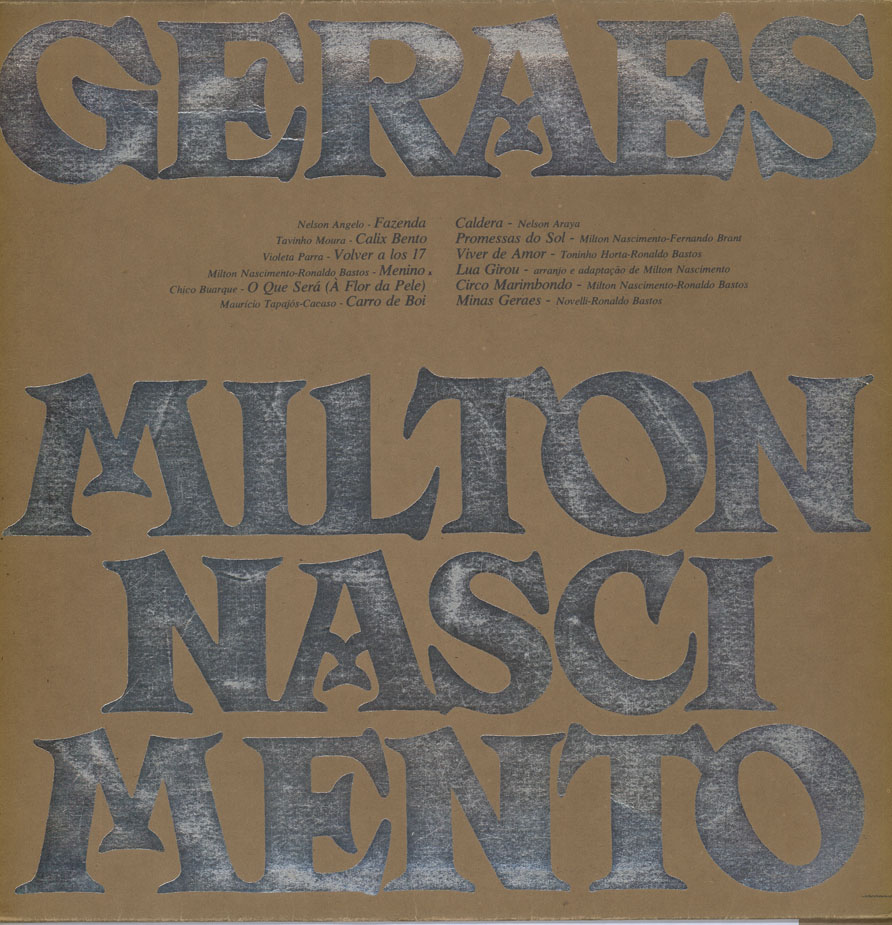 GERAES
Nelson Angelo - Fazenda
Tavinho Moura - Calix Bento
Violeta Parra - Volver a los 17
Milton Nascimento-Ronaldo Bastos - Menino
Chico Buarque - O Que Será (À Flor da Pele)
Maurício Tapajós-Cacaso - Carro de Boi
Caldera - Nelson Araya
Promessas do Sol - Milton Nascimento-Fernando Brant
Viver de Amor - Toninho Horta-Ronaldo Bastos
Lua Girou - arranjo e adaptação de Milton Nascimento
Circo Marimbondo - Milton Nascimento-Ronaldo Bastos
Minas Geraes - Novelli-Ronaldo Bastos
MILTON
NASCI
MENTO